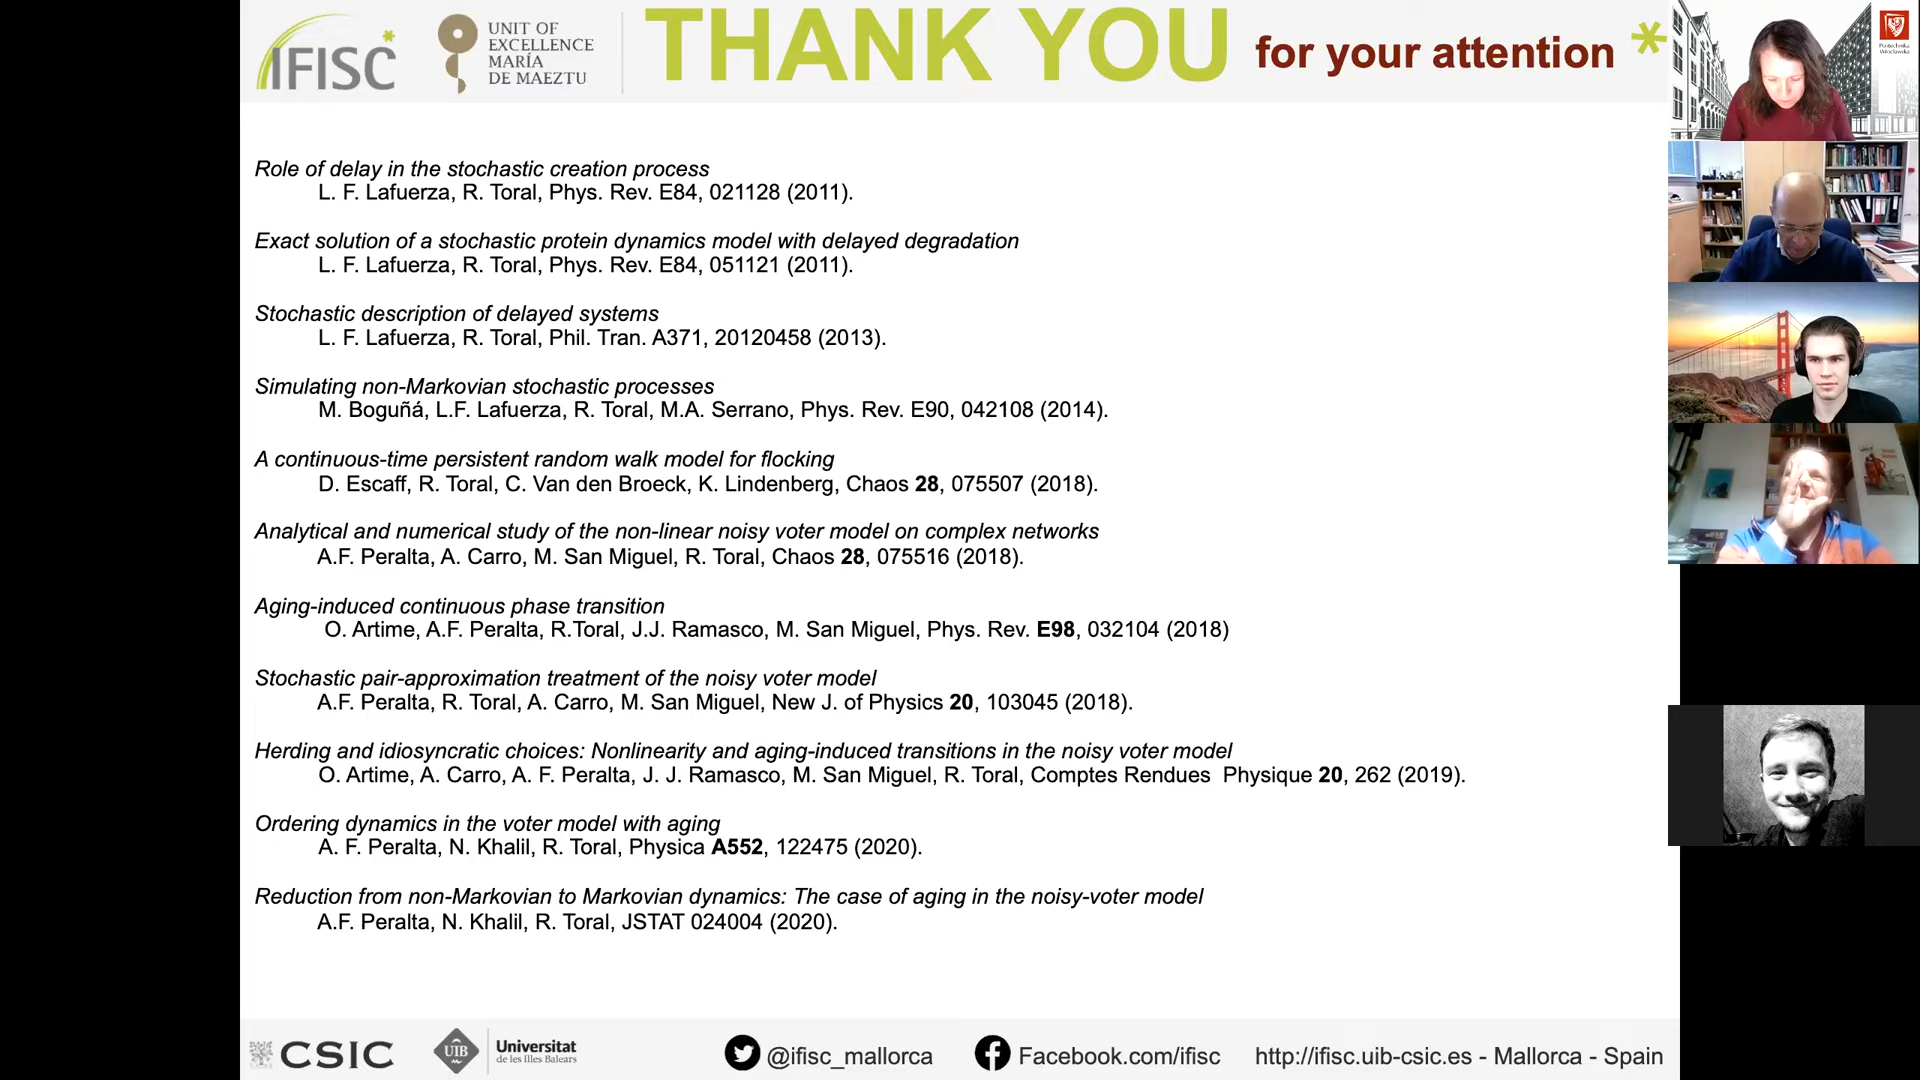 IFISC
UNIT OF
EXCELLENCE
MARÍA
DE MAEZTU
THANK YOU for your attention *
Role of delay in the stochastic creation process
L. F. Lafuerza, R. Toral, Phys. Rev. E84, 021128 (2011).
Exact solution of a stochastic protein dynamics model with delayed degradation
L. F. Lafuerza, R. Toral, Phys. Rev. E84, 051121 (2011).
Stochastic description of delayed systems
L. F. Lafuerza, R. Toral, Phil. Tran. A371, 20120458 (2013).
Simulating non-Markovian stochastic processes
M. Boguñá, L.F. Lafuerza, R. Toral, M.A. Serrano, Phys. Rev. E90, 042108 (2014).
A continuous-time persistent random walk model for flocking
D. Escaff, R. Toral, C. Van den Broeck, K. Lindenberg, Chaos 28, 075507 (2018).
Analytical and numerical study of the non-linear noisy voter model on complex networks
A.F. Peralta, A. Carro, M. San Miguel, R. Toral, Chaos 28, 075516 (2018).
Aging-induced continuous phase transition
O. Artime, A.F. Peralta, R.Toral, J.J. Ramasco, M. San Miguel, Phys. Rev. E98, 032104 (2018)
Stochastic pair-approximation treatment of the noisy voter model
A.F. Peralta, R. Toral, A. Carro, M. San Miguel, New J. of Physics 20, 103045 (2018).
Herding and idiosyncratic choices: Nonlinearity and aging-induced transitions in the noisy voter model
O. Artime, A. Carro, A. F. Peralta, J. J. Ramasco, M. San Miguel, R. Toral, Comptes Rendues Physique 20, 262 (2019).
Ordering dynamics in the voter model with aging
A. F. Peralta, N. Khalil, R. Toral, Physica A552, 122475 (2020).
Reduction from non-Markovian to Markovian dynamics: The case of aging in the noisy-voter model
A.F. Peralta, N. Khalil, R. Toral, JSTAT 024004 (2020).
CSIC
UIB
Universitat
de les Illes Balears
@ifisc_mallorca
Facebook.com/ifisc
http://ifisc.uib-csic.es - Mallorca - Spain
Politechnika
Wrocławska